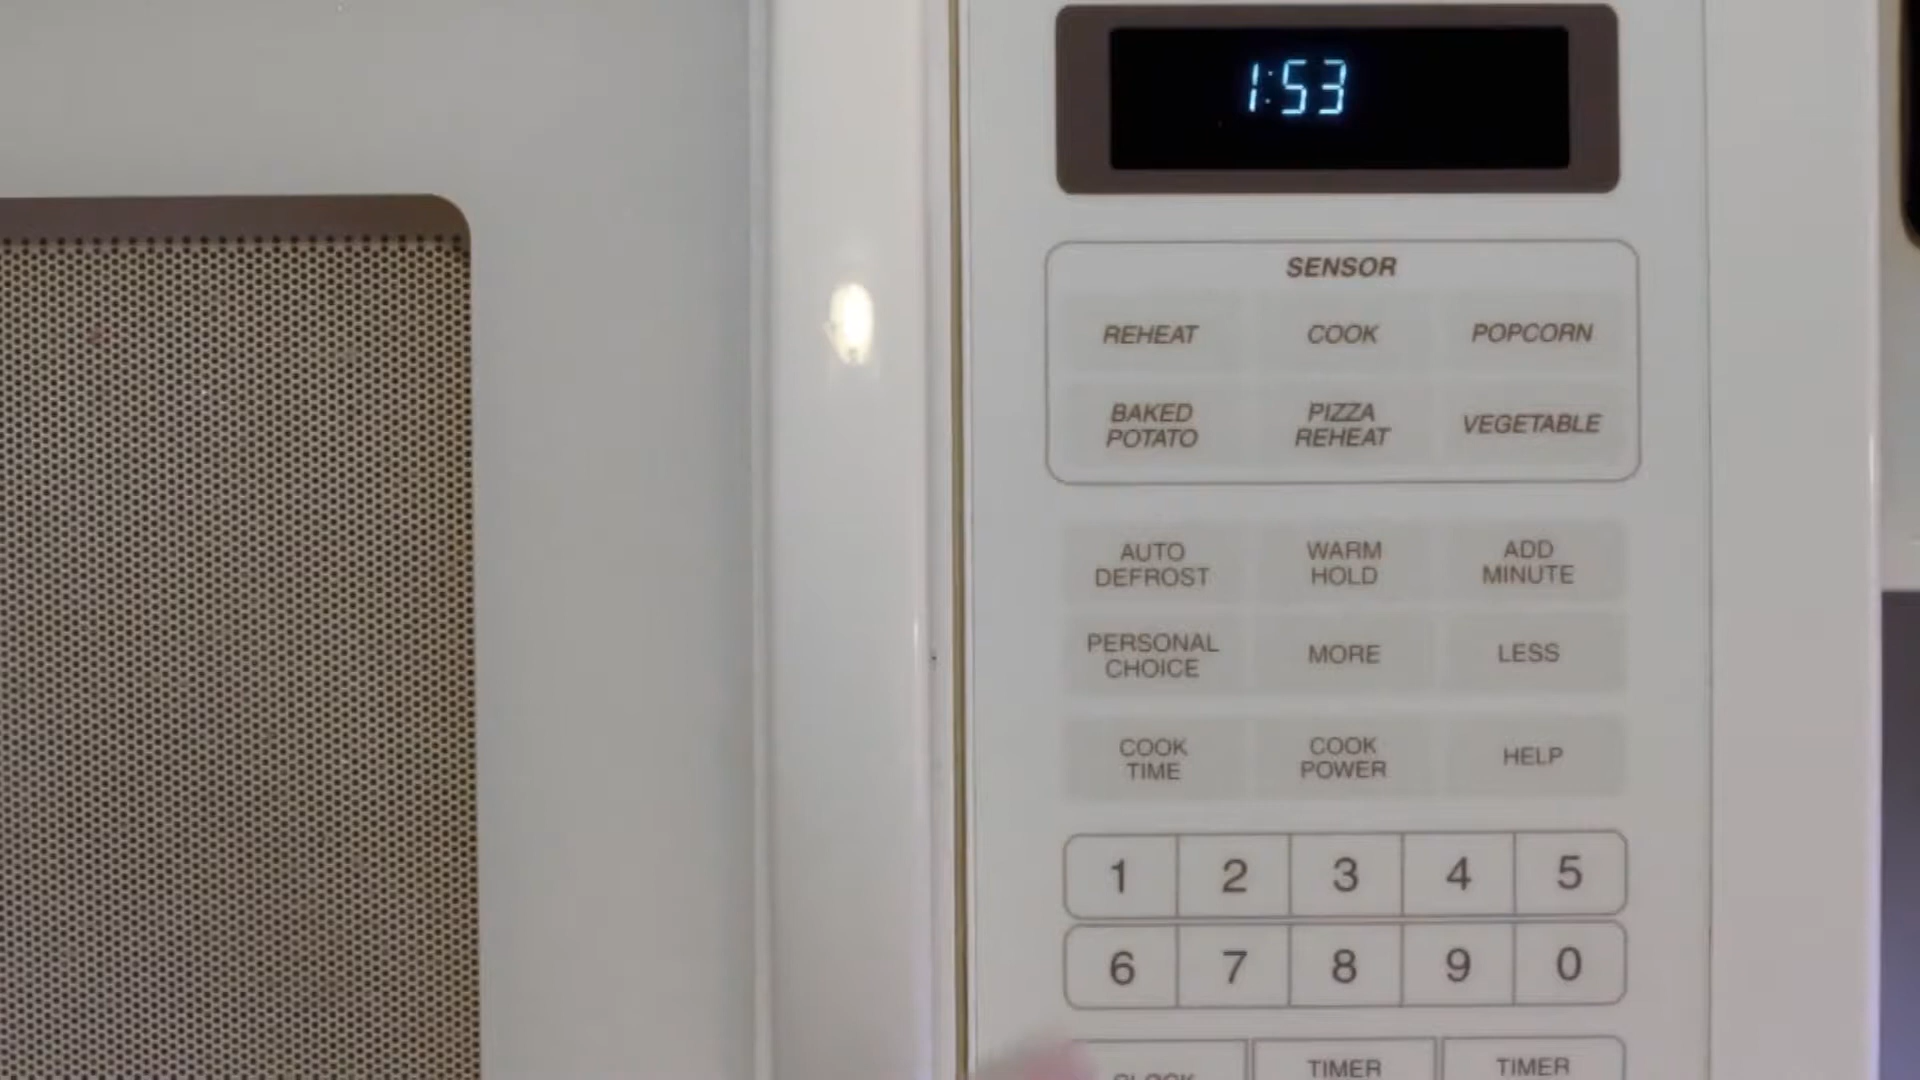 1:53
SENSOR
REHEAT
COOK
POPCORN
BAKED
POTATO
PIZZA
REHEAT
VEGETABLE
AUTO
DEFROST
WARM
HOLD
ADD
MINUTE
PERSONAL
CHOICE
MORE
LESS
COOK
TIME
COOK
POWER
HELP
1 2 3 4 5
6 7 8 9 0
CLOCK
TIMER
TIMER